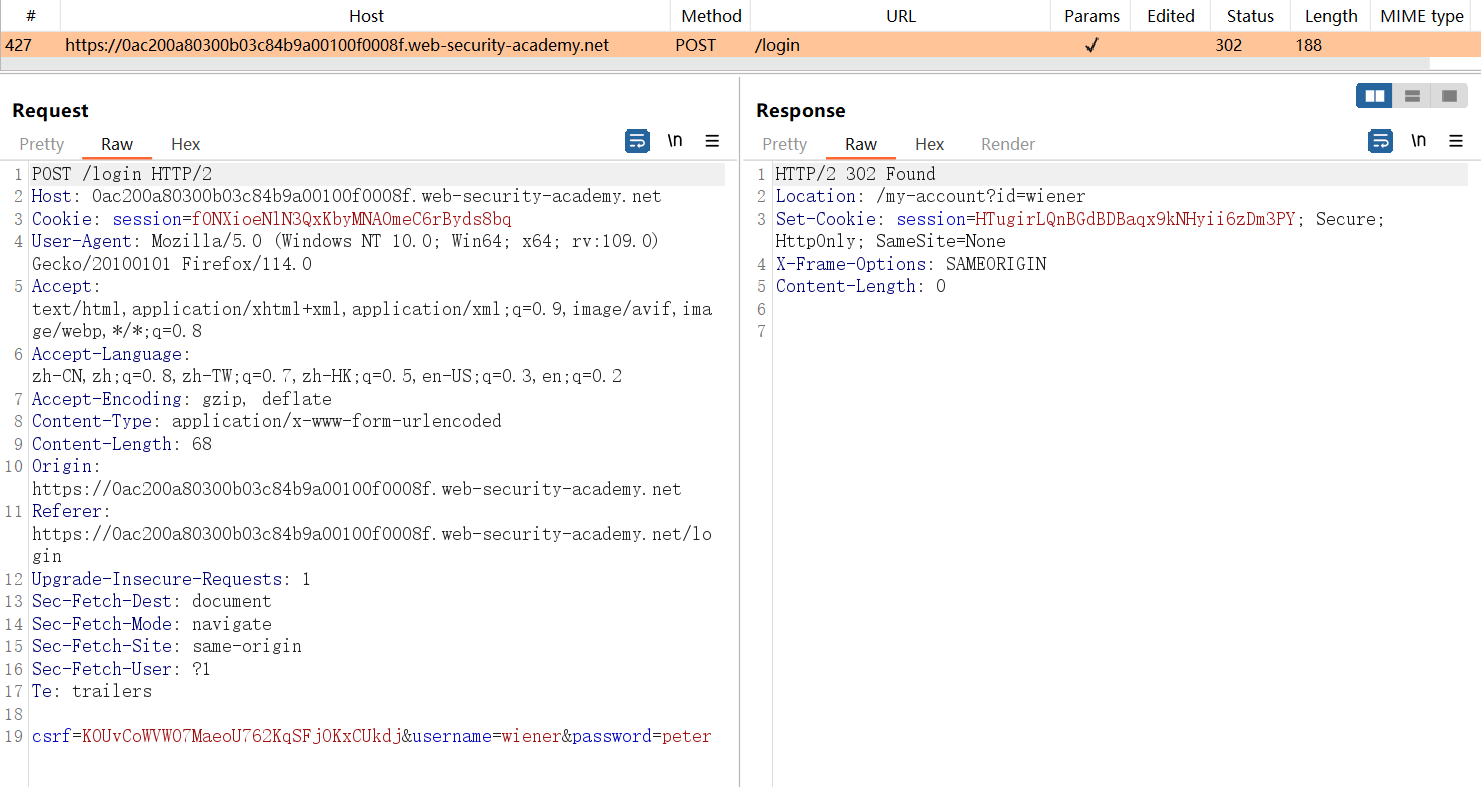 # Host Method URL Params Edited Status Length MIME type
427 https://0ac200a80300b03c84b9a00100f0008f.web-security-academy.net POST /login ✓ 302 188
Request
Pretty Raw Hex
\n
1 POST /login HTTP/2
2 Host: 0ac200a80300b03c84b9a00100f0008f.web-security-academy.net
3 Cookie: session=fONXioeNlN3QxKbyMNAOmeC6rByds8bq
4 User-Agent: Mozilla/5.0 (Windows NT 10.0; Win64; x64; rv:109.0)
Gecko/20100101 Firefox/114.0
5 Accept:
text/html,application/xhtml+xml,application/xml;q=0.9,image/avif,ima
ge/webp,*/*;q=0.8
6 Accept-Language:
zh-CN,zh;q=0.8,zh-TW;q=0.7,zh-HK;q=0.5,en-US;q=0.3,en;q=0.2
7 Accept-Encoding: gzip, deflate
8 Content-Type: application/x-www-form-urlencoded
9 Content-Length: 68
10 Origin:
https://0ac200a80300b03c84b9a00100f0008f.web-security-academy.net
11 Referer:
https://0ac200a80300b03c84b9a00100f0008f.web-security-academy.net/lo
gin
12 Upgrade-Insecure-Requests: 1
13 Sec-Fetch-Dest: document
14 Sec-Fetch-Mode: navigate
15 Sec-Fetch-Site: same-origin
16 Sec-Fetch-User: ?1
17 Te: trailers
18
19 csrf=KOUvCoWVWO7MaeoU762KqSFjOKxCUkdj&username=wiener&password=peter
Response
Pretty Raw Hex Render
\n
1 HTTP/2 302 Found
2 Location: /my-account?id=wiener
3 Set-Cookie: session=HTugirLQnBGdBDBaqx9kNHyii6zDm3PY; Secure;
HttpOnly; SameSite=None
4 X-Frame-Options: SAMEORIGIN
5 Content-Length: 0
6
7